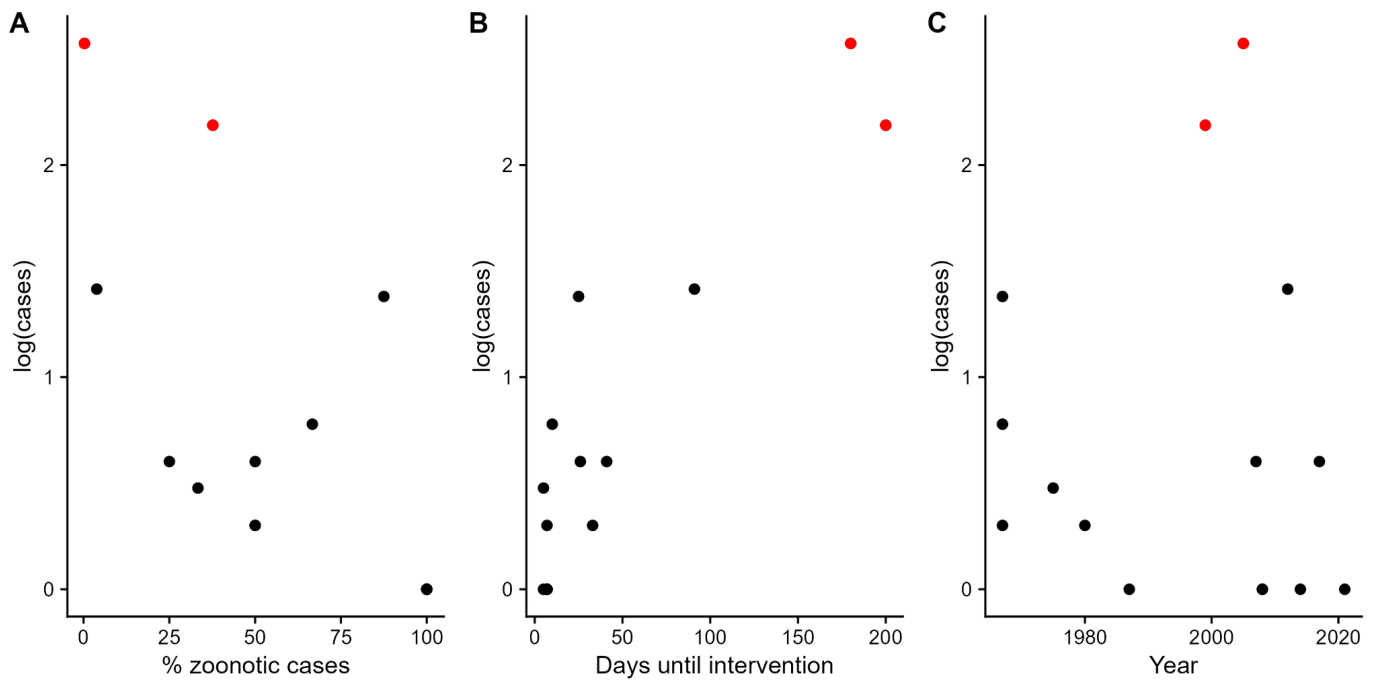 A
log(cases)
2
1
0
0 25 50 75 100
% zoonotic cases
B
log(cases)
2
1
0
0 50 100 150 200
Days until intervention
C
log(cases)
2
1
0
1980 2000 2020
Year